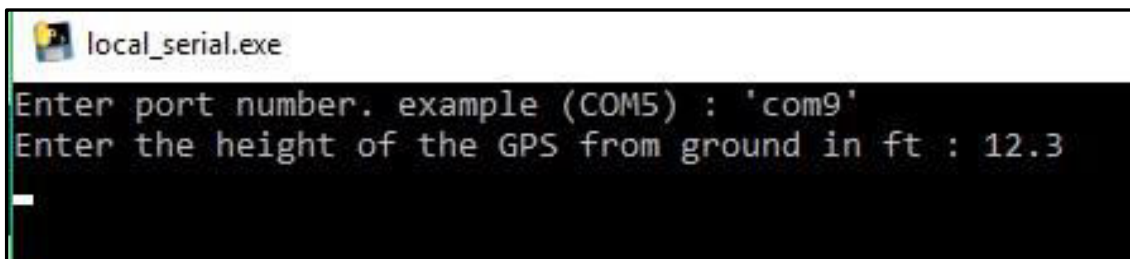 local_serial.exe
Enter port number. example (COM5) : 'com9'
Enter the height of the GPS from ground in ft : 12.3